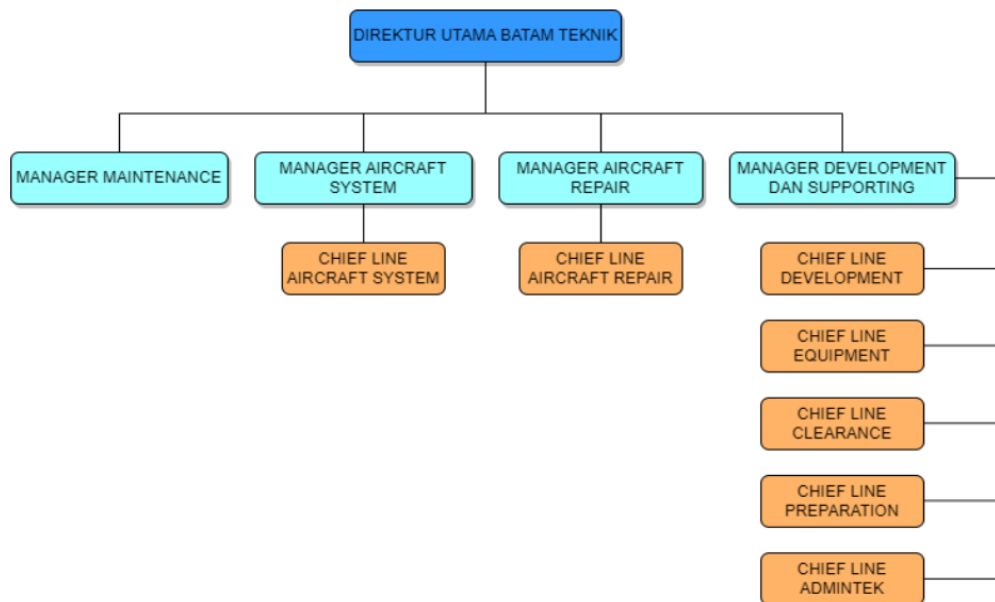 DIREKTUR UTAMA BATAM TEKNIK
MANAGER MAINTENANCE
MANAGER AIRCRAFT
SYSTEM
MANAGER AIRCRAFT
REPAIR
MANAGER DEVELOPMENT
DAN SUPPORTING
CHIEF LINE
AIRCRAFT SYSTEM
CHIEF LINE
AIRCRAFT REPAIR
CHIEF LINE
DEVELOPMENT
CHIEF LINE
EQUIPMENT
CHIEF LINE
CLEARANCE
CHIEF LINE
PREPARATION
CHIEF LINE
ADMINTEK